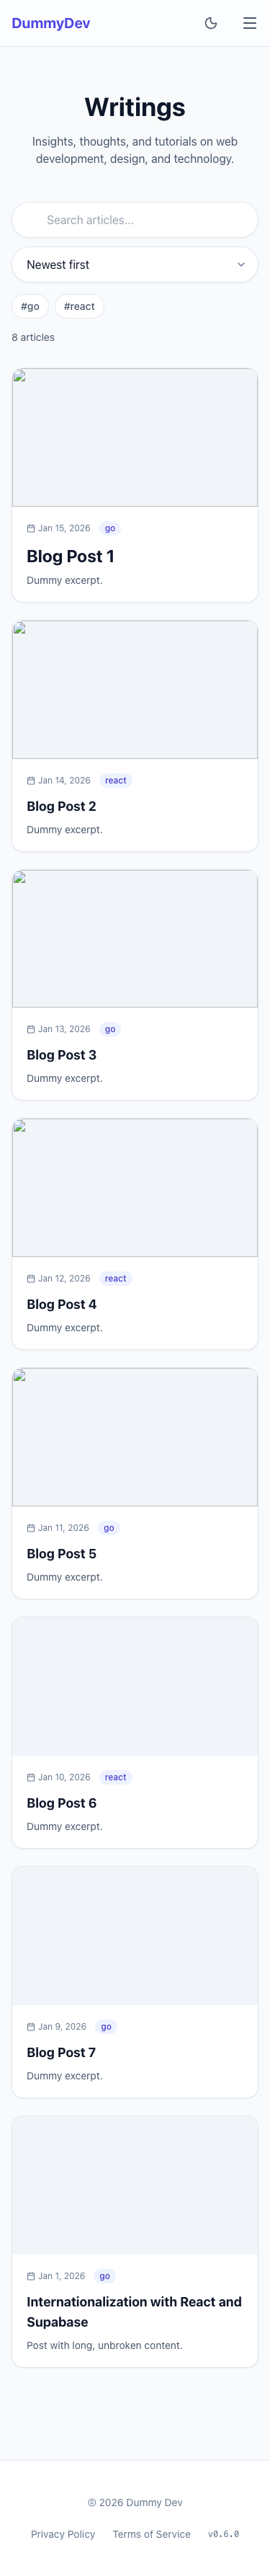 DummyDev
Writings
Insights, thoughts, and tutorials on web
development, design, and technology.
Search articles...
Newest first
#go #react
8 articles
Jan 15, 2026 go
Blog Post 1
Dummy excerpt.
Jan 14, 2026 react
Blog Post 2
Dummy excerpt.
Jan 13, 2026 go
Blog Post 3
Dummy excerpt.
Jan 12, 2026 react
Blog Post 4
Dummy excerpt.
Jan 11, 2026 go
Blog Post 5
Dummy excerpt.
Jan 10, 2026 react
Blog Post 6
Dummy excerpt.
Jan 9, 2026 go
Blog Post 7
Dummy excerpt.
Jan 1, 2026 go
Internationalization with React and
Supabase
Post with long, unbroken content.
© 2026 Dummy Dev
Privacy Policy Terms of Service v0.6.0